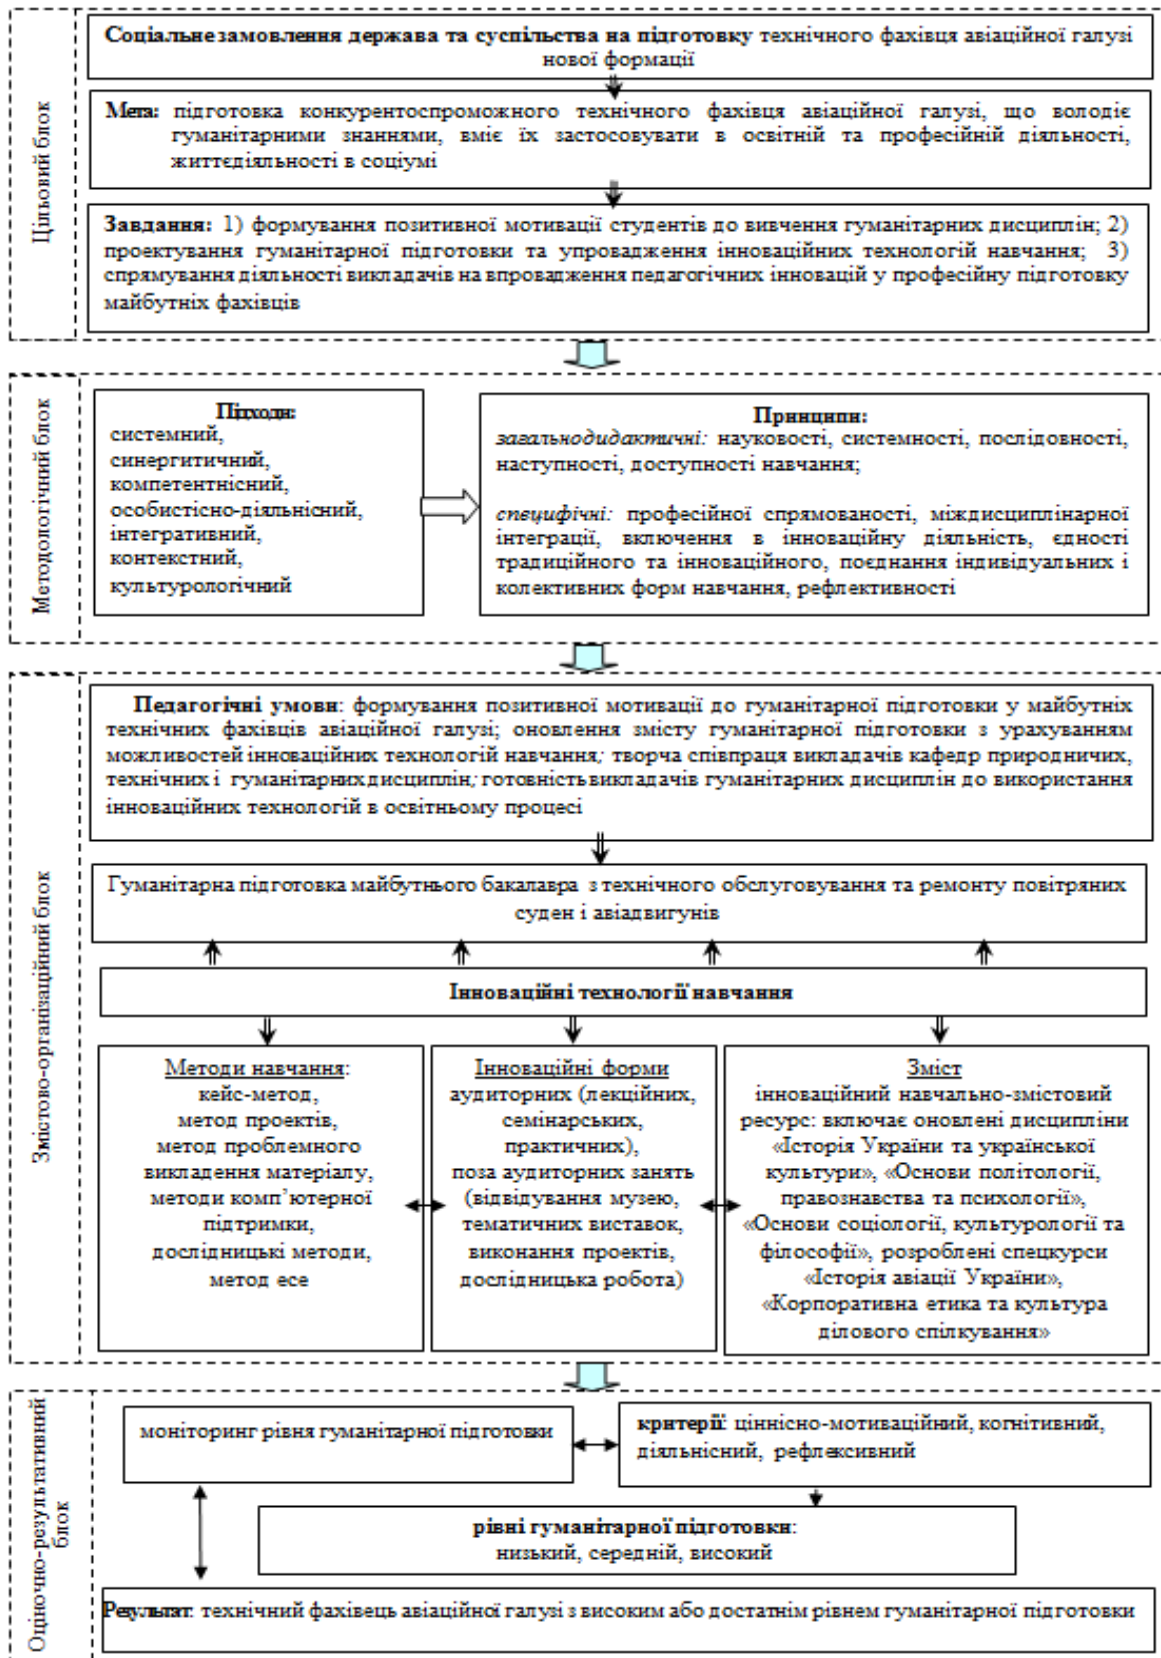 Цільовий блок
Соціальне замовлення держава та суспільства на підготовку технічного фахівця авіаційної галузі
нової формації
Мета: підготовка конкурентоспроможного технічного фахівця авіаційної галузі, що володіє
гуманітарними знаннями, вміє їх застосовувати в освітній та професійній діяльності,
життєдіяльності в соціумі
Завдання: 1) формування позитивної мотивації студентів до вивчення гуманітарних дисциплін; 2)
проектування гуманітарної підготовки та упровадження інноваційних технологій навчання; 3)
спрямування діяльності викладачів на впровадження педагогічних інновацій у професійну підготовку
майбутніх фахівців
Методологічний блок
Підходи:
системний,
синергитичний,
компетентнісний,
особистісно-діяльнісний,
інтегративний,
контекстний,
культурологічний
Принципи:
загальнодидактичні: науковості, системності, послідовності,
наступності, доступності навчання;
специфічні: професійної спрямованості, міждисциплінарної
інтеграції, включення в інноваційну діяльність, єдності
традиційного та інноваційного, поєднання індивідуальних і
колективних форм навчання, рефлективності
Змістово-організаційний блок
Педагогічні умови: формування позитивної мотивації до гуманітарної підготовки у майбутніх
технічних фахівців авіаційної галузі; оновлення змісту гуманітарної підготовки з урахуванням
можливостей інноваційних технологій навчання; творча співпраця викладачів кафедр природничих,
технічних і гуманітарних дисциплін; готовність викладачів гуманітарних дисциплін до використання
інноваційних технологій в освітньому процесі
Гуманітарна підготовка майбутнього бакалавра з технічного обслуговування та ремонту повітряних
суден і авіадвигунів
Інноваційні технології навчання
Методи навчання:
кейс-метод,
метод проектів,
метод проблемного
викладення матеріалу,
методи комп’ютерної
підтримки,
дослідницькі методи,
метод есе
Інноваційні форми
аудиторних (лекційних,
семінарських,
практичних),
поза аудиторних занять
(відвідування музею,
тематичних виставок,
виконання проектів,
дослідницька робота)
Зміст
інноваційний навчально-змістовий
ресурс: включає оновлені дисципліни
«Історія України та української
культури», «Основи політології,
правознавства та психології»,
«Основи соціології, культурології та
філософії», розроблені спецкурси
«Історія авіації України»,
«Корпоративна етика та культура
ділового спілкування»
Оціночно-результативний
блок
моніторинг рівня гуманітарної підготовки
критерії: ціннісно-мотиваційний, когнітивний,
діяльнісний, рефлексивний
рівні гуманітарної підготовки:
низький, середній, високий
Результат: технічний фахівець авіаційної галузі з високим або достатнім рівнем гуманітарної підготовки